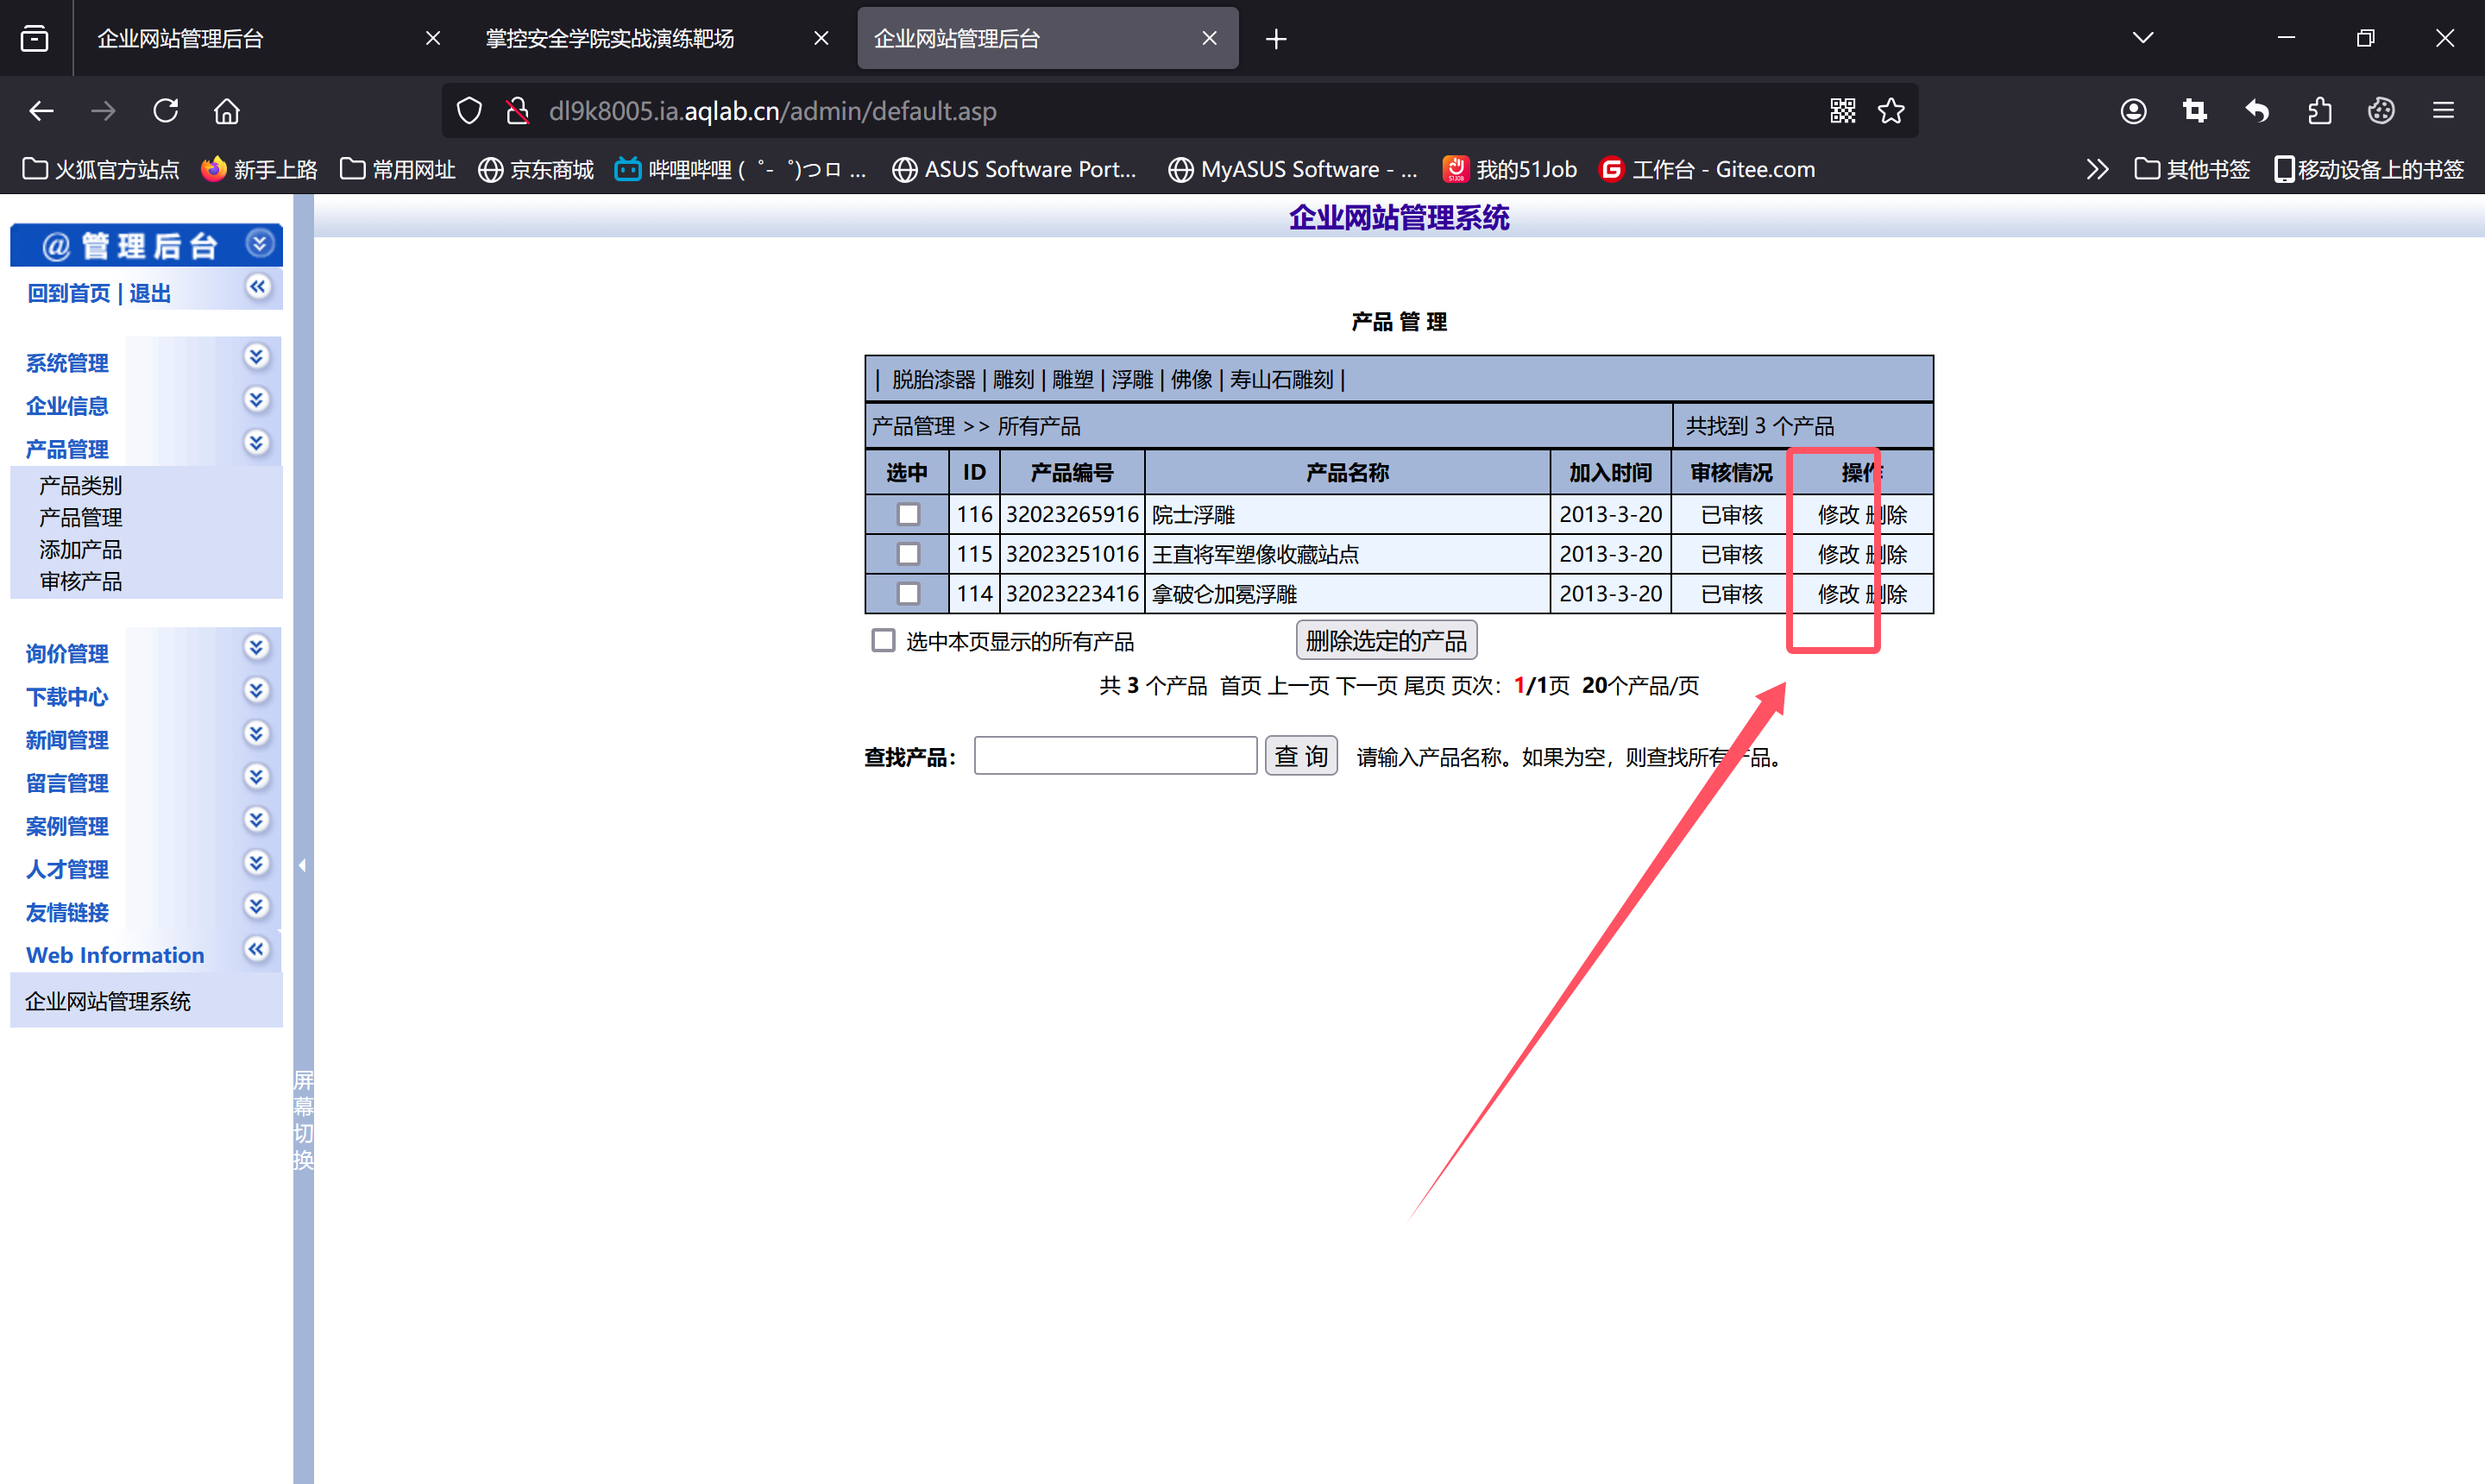 企业网站管理后台
掌控安全学院实战演练靶场
企业网站管理后台
dl9k8005.ia.aqlab.cn/admin/default.asp
火狐官方站点 新手上路 常用网址 京东商城 哔哩哔哩 ( ゜- ゜)つロ ... ASUS Software Port... MyASUS Software - ... 我的51Job 工作台 - Gitee.com 其他书签 移动设备上的书签
企业网站管理系统
@ 管理后台
回到首页 | 退出
系统管理
企业信息
产品管理
产品类别
产品管理
添加产品
审核产品
询价管理
下载中心
新闻管理
留言管理
案例管理
人才管理
友情链接
Web Information
企业网站管理系统
屏
幕
切
换
产品 管 理
| 脱胎漆器 | 雕刻 | 雕塑 | 浮雕 | 佛像 | 寿山石雕刻 |
产品管理 >> 所有产品 共找到 3 个产品
选中 ID 产品编号 产品名称 加入时间 审核情况 操作
116 32023265916 院士浮雕 2013-3-20 已审核 修改 删除
115 32023251016 王直将军塑像收藏站点 2013-3-20 已审核 修改 删除
114 32023223416 拿破仑加冕浮雕 2013-3-20 已审核 修改 删除
选中本页显示的所有产品 删除选定的产品
共 3 个产品 首页 上一页 下一页 尾页 页次：1/1页 20个产品/页
查找产品： 查 询 请输入产品名称。如果为空，则查找所有产品。